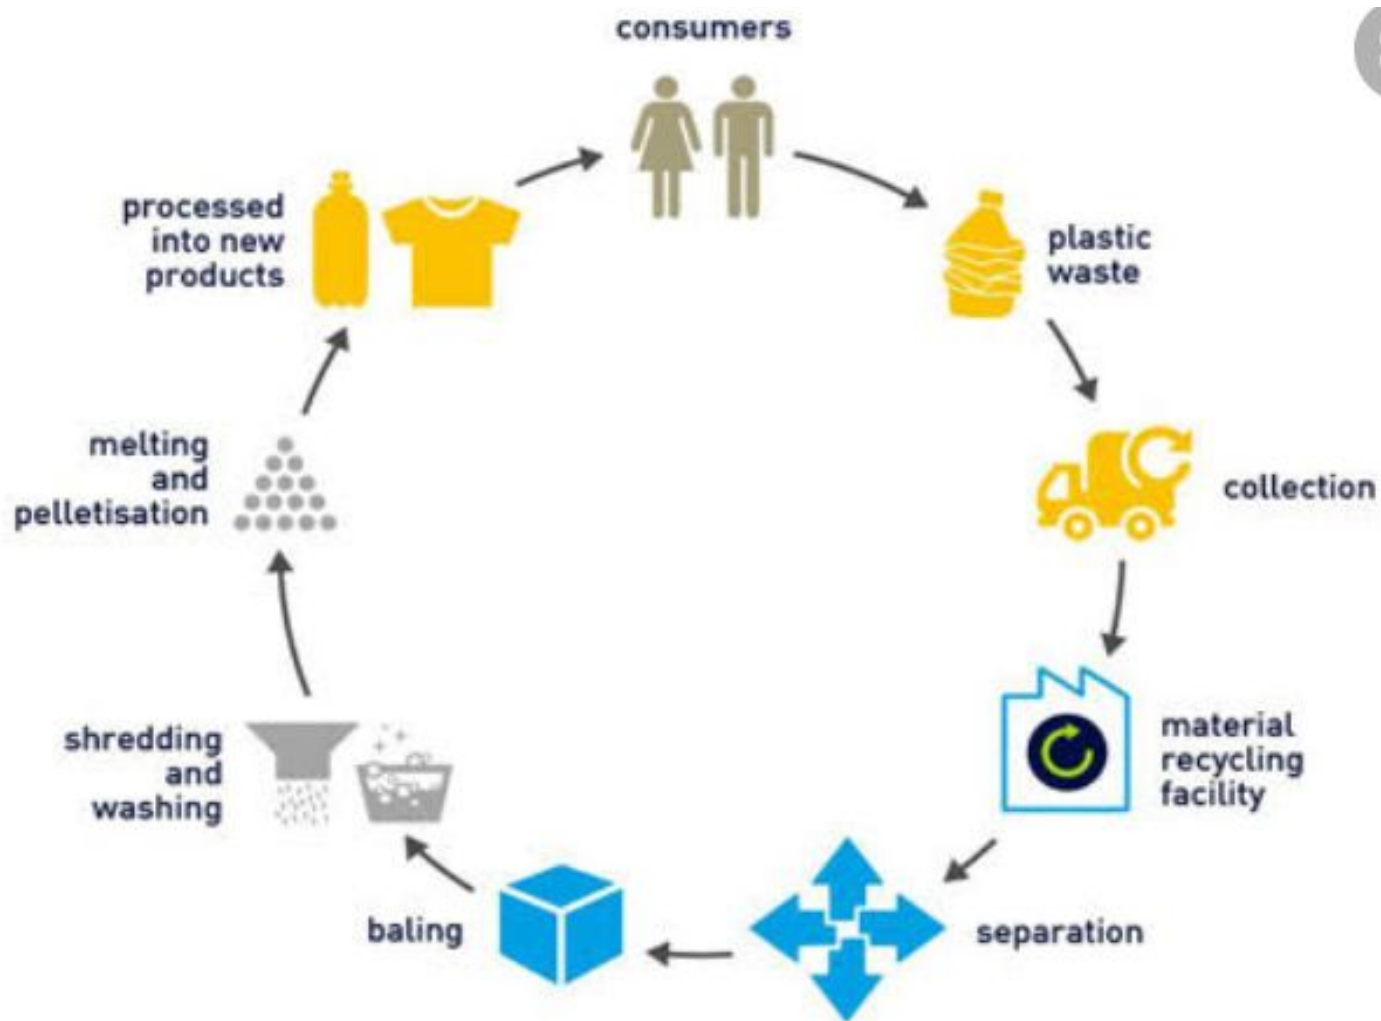 consumers
plastic
waste
collection
material
recycling
facility
separation
baling
shredding
and
washing
melting
and
pelletisation
processed
into new
products